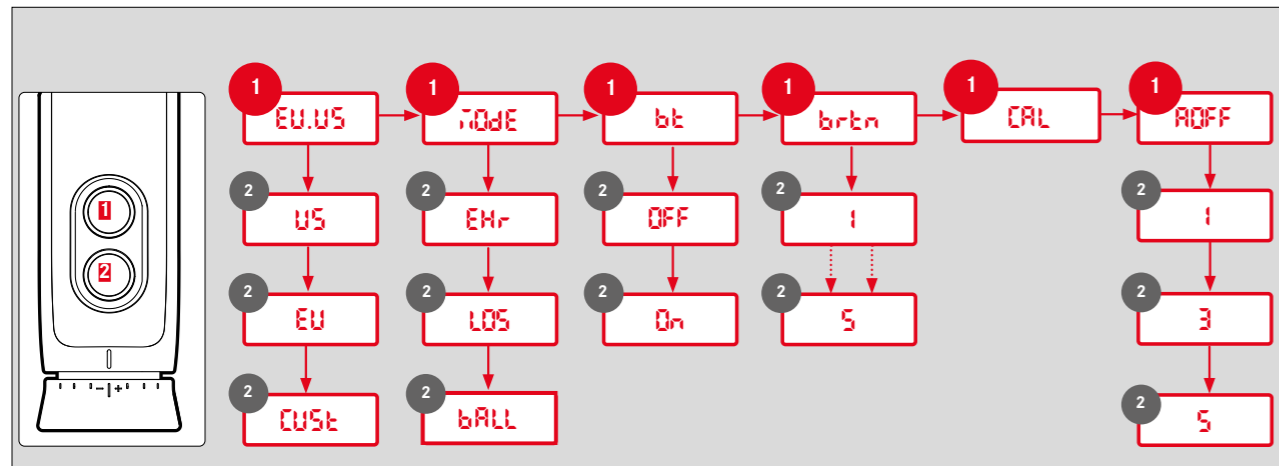 1 1 1 1 1 1
EU.US MOdE bt brtn CAL AOFF
2 2 2 2 2
US EHr OFF 1 1
1
2
2 2 2 2 2
EU LOS On 5 3
- +
2 2 2
CUSt bALL 5